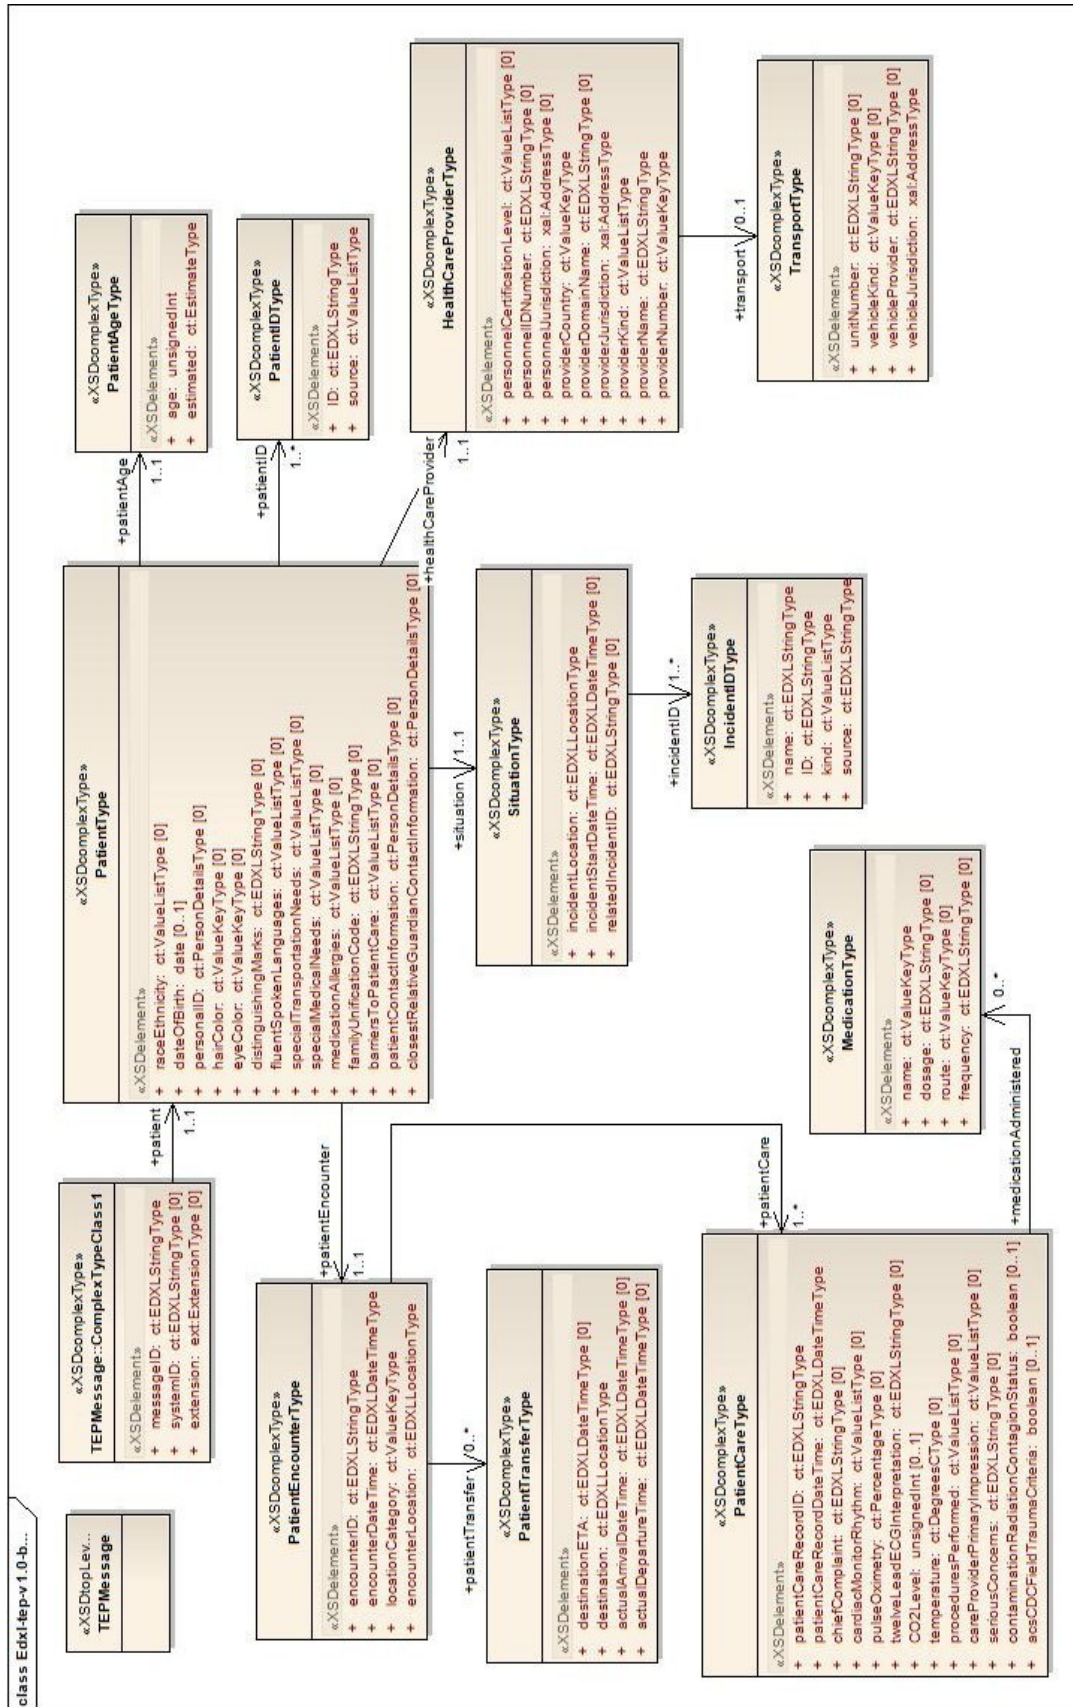 class Edxl-tep-v1.0-b...
«XSDtopLev...
TEPMessage
«XSDcomplexType»
TEPMessage::ComplexTypeClass1
«XSDelement»
+ messageID: ct:EDXLStringType
+ systemID: ct:EDXLStringType [0]
+ extension: ext:ExtensionType [0]
+patient
1..1
«XSDcomplexType»
PatientType
«XSDelement»
+ raceEthnicity: ct:ValueListType [0]
+ dateOfBirth: date [0..1]
+ personalID: ct:PersonDetailsType [0]
+ hairColor: ct:ValueKeyType [0]
+ eyeColor: ct:ValueKeyType [0]
+ distinguishingMarks: ct:EDXLStringType [0]
+ fluentSpokenLanguages: ct:ValueListType [0]
+ specialTransportationNeeds: ct:ValueListType [0]
+ specialMedicalNeeds: ct:ValueListType [0]
+ medicationAllergies: ct:ValueListType [0]
+ familyUnificationCode: ct:EDXLStringType [0]
+ barriersToPatientCare: ct:ValueListType [0]
+ patientContactInformation: ct:PersonDetailsType [0]
+ closestRelativeGuardianContactInformation: ct:PersonDetailsType [0]
+patientAge
1..1
«XSDcomplexType»
PatientAgeType
«XSDelement»
+ age: unsignedInt
+ estimated: ct:EstimateType
+patientID
1..*
«XSDcomplexType»
PatientIDType
«XSDelement»
+ ID: ct:EDXLStringType
+ source: ct:ValueListType
+healthCareProvider
1..1
«XSDcomplexType»
HealthCareProviderType
«XSDelement»
+ personnelCertificationLevel: ct:ValueListType [0]
+ personnelIDNumber: ct:EDXLStringType [0]
+ personnelJurisdiction: xal:AddressType [0]
+ providerCountry: ct:ValueKeyType
+ providerDomainName: ct:EDXLStringType [0]
+ providerJurisdiction: xal:AddressType
+ providerKind: ct:ValueListType
+ providerName: ct:EDXLStringType
+ providerNumber: ct:ValueKeyType
+transport
0..1
«XSDcomplexType»
TransportType
«XSDelement»
+ unitNumber: ct:EDXLStringType [0]
+ vehicleKind: ct:ValueKeyType [0]
+ vehicleProvider: ct:EDXLStringType [0]
+ vehicleJurisdiction: xal:AddressType
+patientEncounter
1..1
«XSDcomplexType»
PatientEncounterType
«XSDelement»
+ encounterID: ct:EDXLStringType
+ encounterDateTime: ct:EDXLDateTimeType
+ locationCategory: ct:ValueKeyType
+ encounterLocation: ct:EDXLLocationType
+situation
1..1
«XSDcomplexType»
SituationType
«XSDelement»
+ incidentLocation: ct:EDXLLocationType
+ incidentStartDateTime: ct:EDXLDateTimeType [0]
+ relatedIncidentID: ct:EDXLStringType [0]
+incidentID
1..*
«XSDcomplexType»
IncidentIDType
«XSDelement»
+ name: ct:EDXLStringType
+ ID: ct:EDXLStringType
+ kind: ct:ValueListType
+ source: ct:EDXLStringType
+patientTransfer
0..*
«XSDcomplexType»
PatientTransferType
«XSDelement»
+ destinationETA: ct:EDXLDateTimeType [0]
+ destination: ct:EDXLLocationType
+ actualArrivalDateTime: ct:EDXLDateTimeType [0]
+ actualDepartureTime: ct:EDXLDateTimeType [0]
+patientCare
1..*
«XSDcomplexType»
PatientCareType
«XSDelement»
+ patientCareRecordID: ct:EDXLStringType
+ patientCareRecordDateTime: ct:EDXLDateTimeType
+ chiefComplaint: ct:EDXLStringType [0]
+ cardiacMonitorRhythm: ct:ValueListType [0]
+ pulseOximetry: ct:PercentageType [0]
+ twelveLeadECGInterpretation: ct:EDXLStringType [0]
+ CO2Level: unsignedInt [0..1]
+ temperature: ct:DegreesCType [0]
+ proceduresPerformed: ct:ValueListType [0]
+ careProviderPrimaryImpression: ct:ValueListType [0]
+ seriousConcerns: ct:EDXLStringType [0]
+ contaminationRadiationContagionStatus: boolean [0..1]
+ acsCDCFieldTraumaCriteria: boolean [0..1]
+medicationAdministered
0..*
«XSDcomplexType»
MedicationType
«XSDelement»
+ name: ct:ValueKeyType
+ dosage: ct:EDXLStringType [0]
+ route: ct:ValueKeyType [0]
+ frequency: ct:EDXLStringType [0]